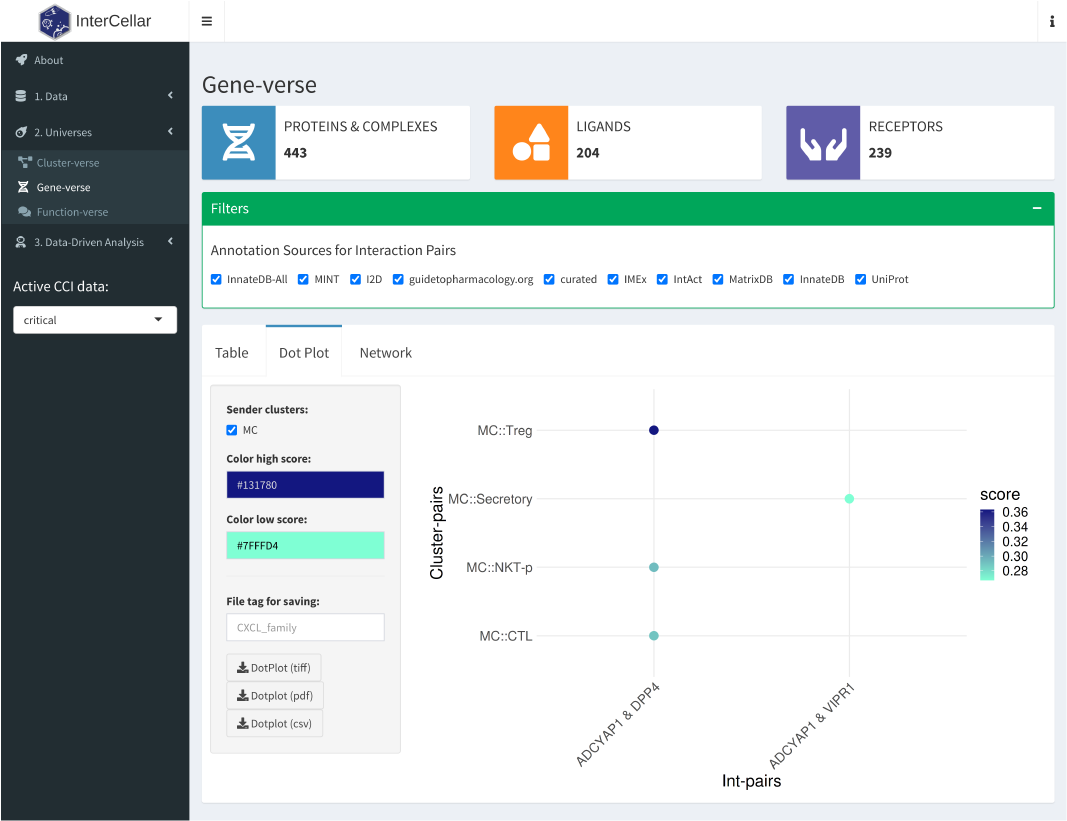 InterCellar
About
1. Data
2. Universes
Cluster-verse
Gene-verse
Function-verse
3. Data-Driven Analysis
Active CCI data:
critical
Gene-verse
PROTEINS & COMPLEXES
443
LIGANDS
204
RECEPTORS
239
Filters
Annotation Sources for Interaction Pairs
InnateDB-All MINT I2D guidetopharmacology.org curated IMEx IntAct MatrixDB InnateDB UniProt
Table Dot Plot Network
Sender clusters:
MC
Color high score:
#131780
Color low score:
#7FFFD4
File tag for saving:
CXCL_family
DotPlot (tiff)
Dotplot (pdf)
Dotplot (csv)
Cluster-pairs
MC::Treg
MC::Secretory
MC::NKT-p
MC::CTL
ADCYAP1 & DPP4
ADCYAP1 & VIPR1
Int-pairs
score
0.36
0.34
0.32
0.30
0.28